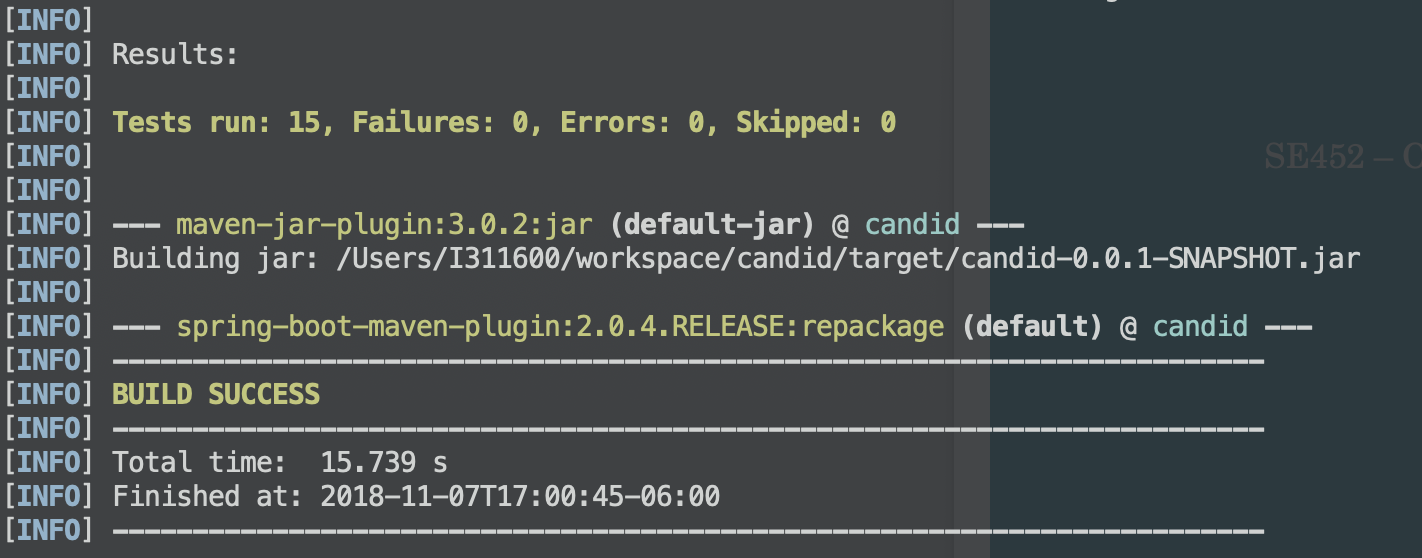 [INFO]
[INFO] Results:
[INFO]
[INFO] Tests run: 15, Failures: 0, Errors: 0, Skipped: 0
[INFO]
[INFO]
[INFO] --- maven-jar-plugin:3.0.2:jar (default-jar) @ candid ---
[INFO] Building jar: /Users/I311600/workspace/candid/target/candid-0.0.1-SNAPSHOT.jar
[INFO]
[INFO] --- spring-boot-maven-plugin:2.0.4.RELEASE:repackage (default) @ candid ---
[INFO] ------------------------------------------------------------------------
[INFO] BUILD SUCCESS
[INFO] ------------------------------------------------------------------------
[INFO] Total time:  15.739 s
[INFO] Finished at: 2018-11-07T17:00:45-06:00
[INFO] ------------------------------------------------------------------------
SE452 –